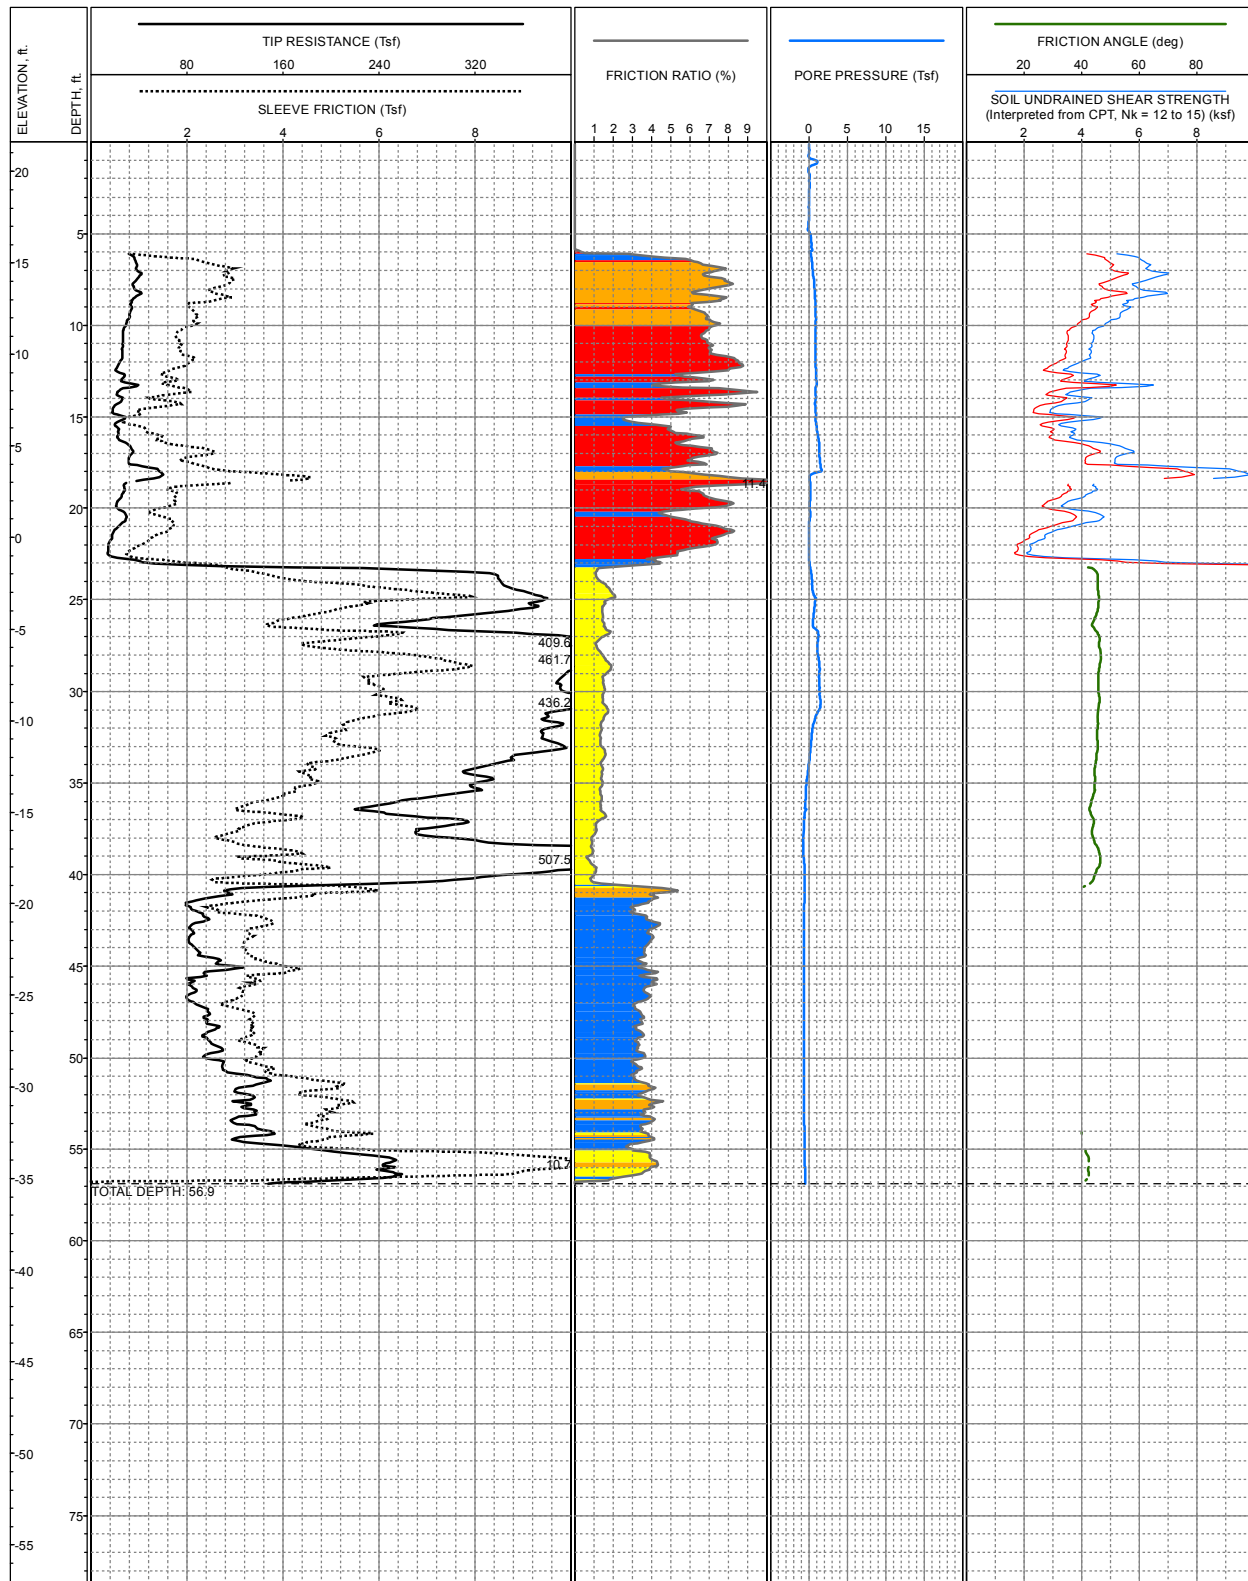 ELEVATION, ft.
DEPTH, ft.
TIP RESISTANCE (Tsf)
80 160 240 320
SLEEVE FRICTION (Tsf)
2 4 6 8
FRICTION RATIO (%)
1 2 3 4 5 6 7 8 9
PORE PRESSURE (Tsf)
0 5 10 15
FRICTION ANGLE (deg)
20 40 60 80
SOIL UNDRAINED SHEAR STRENGTH
(Interpreted from CPT, Nk = 12 to 15) (ksf)
20 40 60 80
20
5
15
10
10
15
5
11.4
20
0
25
-5
409.6
461.7
30
436.2
-10
35
-15
507.5
40
-20
45
-25
50
-30
55
10.7
-35
TOTAL DEPTH: 56.9
60
-40
65
-45
70
-50
75
-55